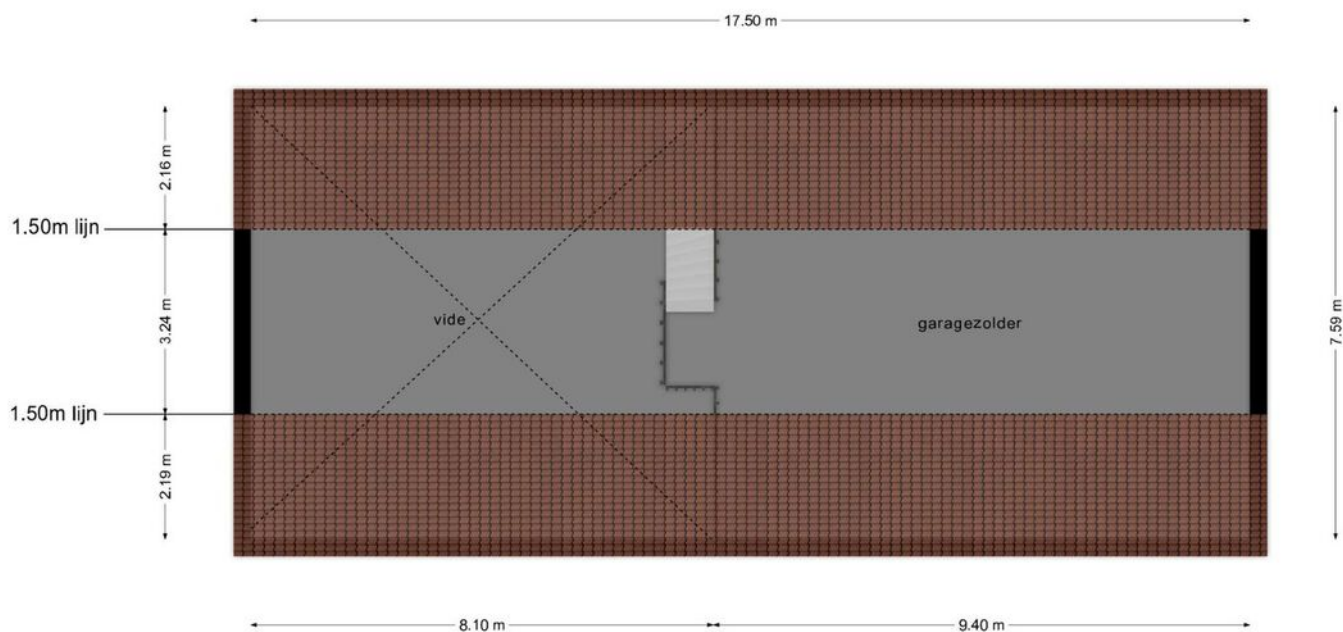 17.50 m
2.16 m
1.50m lijn
3.24 m
vide
garagezolder
7.59 m
1.50m lijn
2.19 m
8.10 m
9.40 m